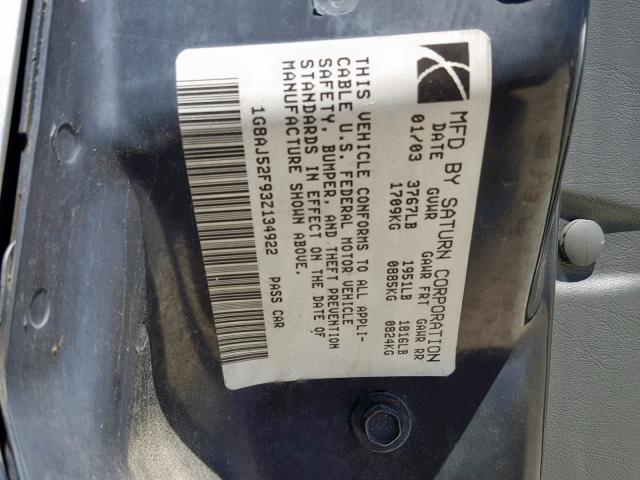 MFD BY SATURN CORPORATION
DATE GVWR GAWR FRT GAWR RR
01/03 3767LB 1951LB 1816LB
1709KG 0885KG 0824KG
THIS VEHICLE CONFORMS TO ALL APPLI-
CABLE U.S. FEDERAL MOTOR VEHICLE
SAFETY, BUMPER, AND THEFT PREVENTION
STANDARDS IN EFFECT ON THE DATE OF
MANUFACTURE SHOWN ABOVE.
1G8AJ52F93Z134922 PASS CAR